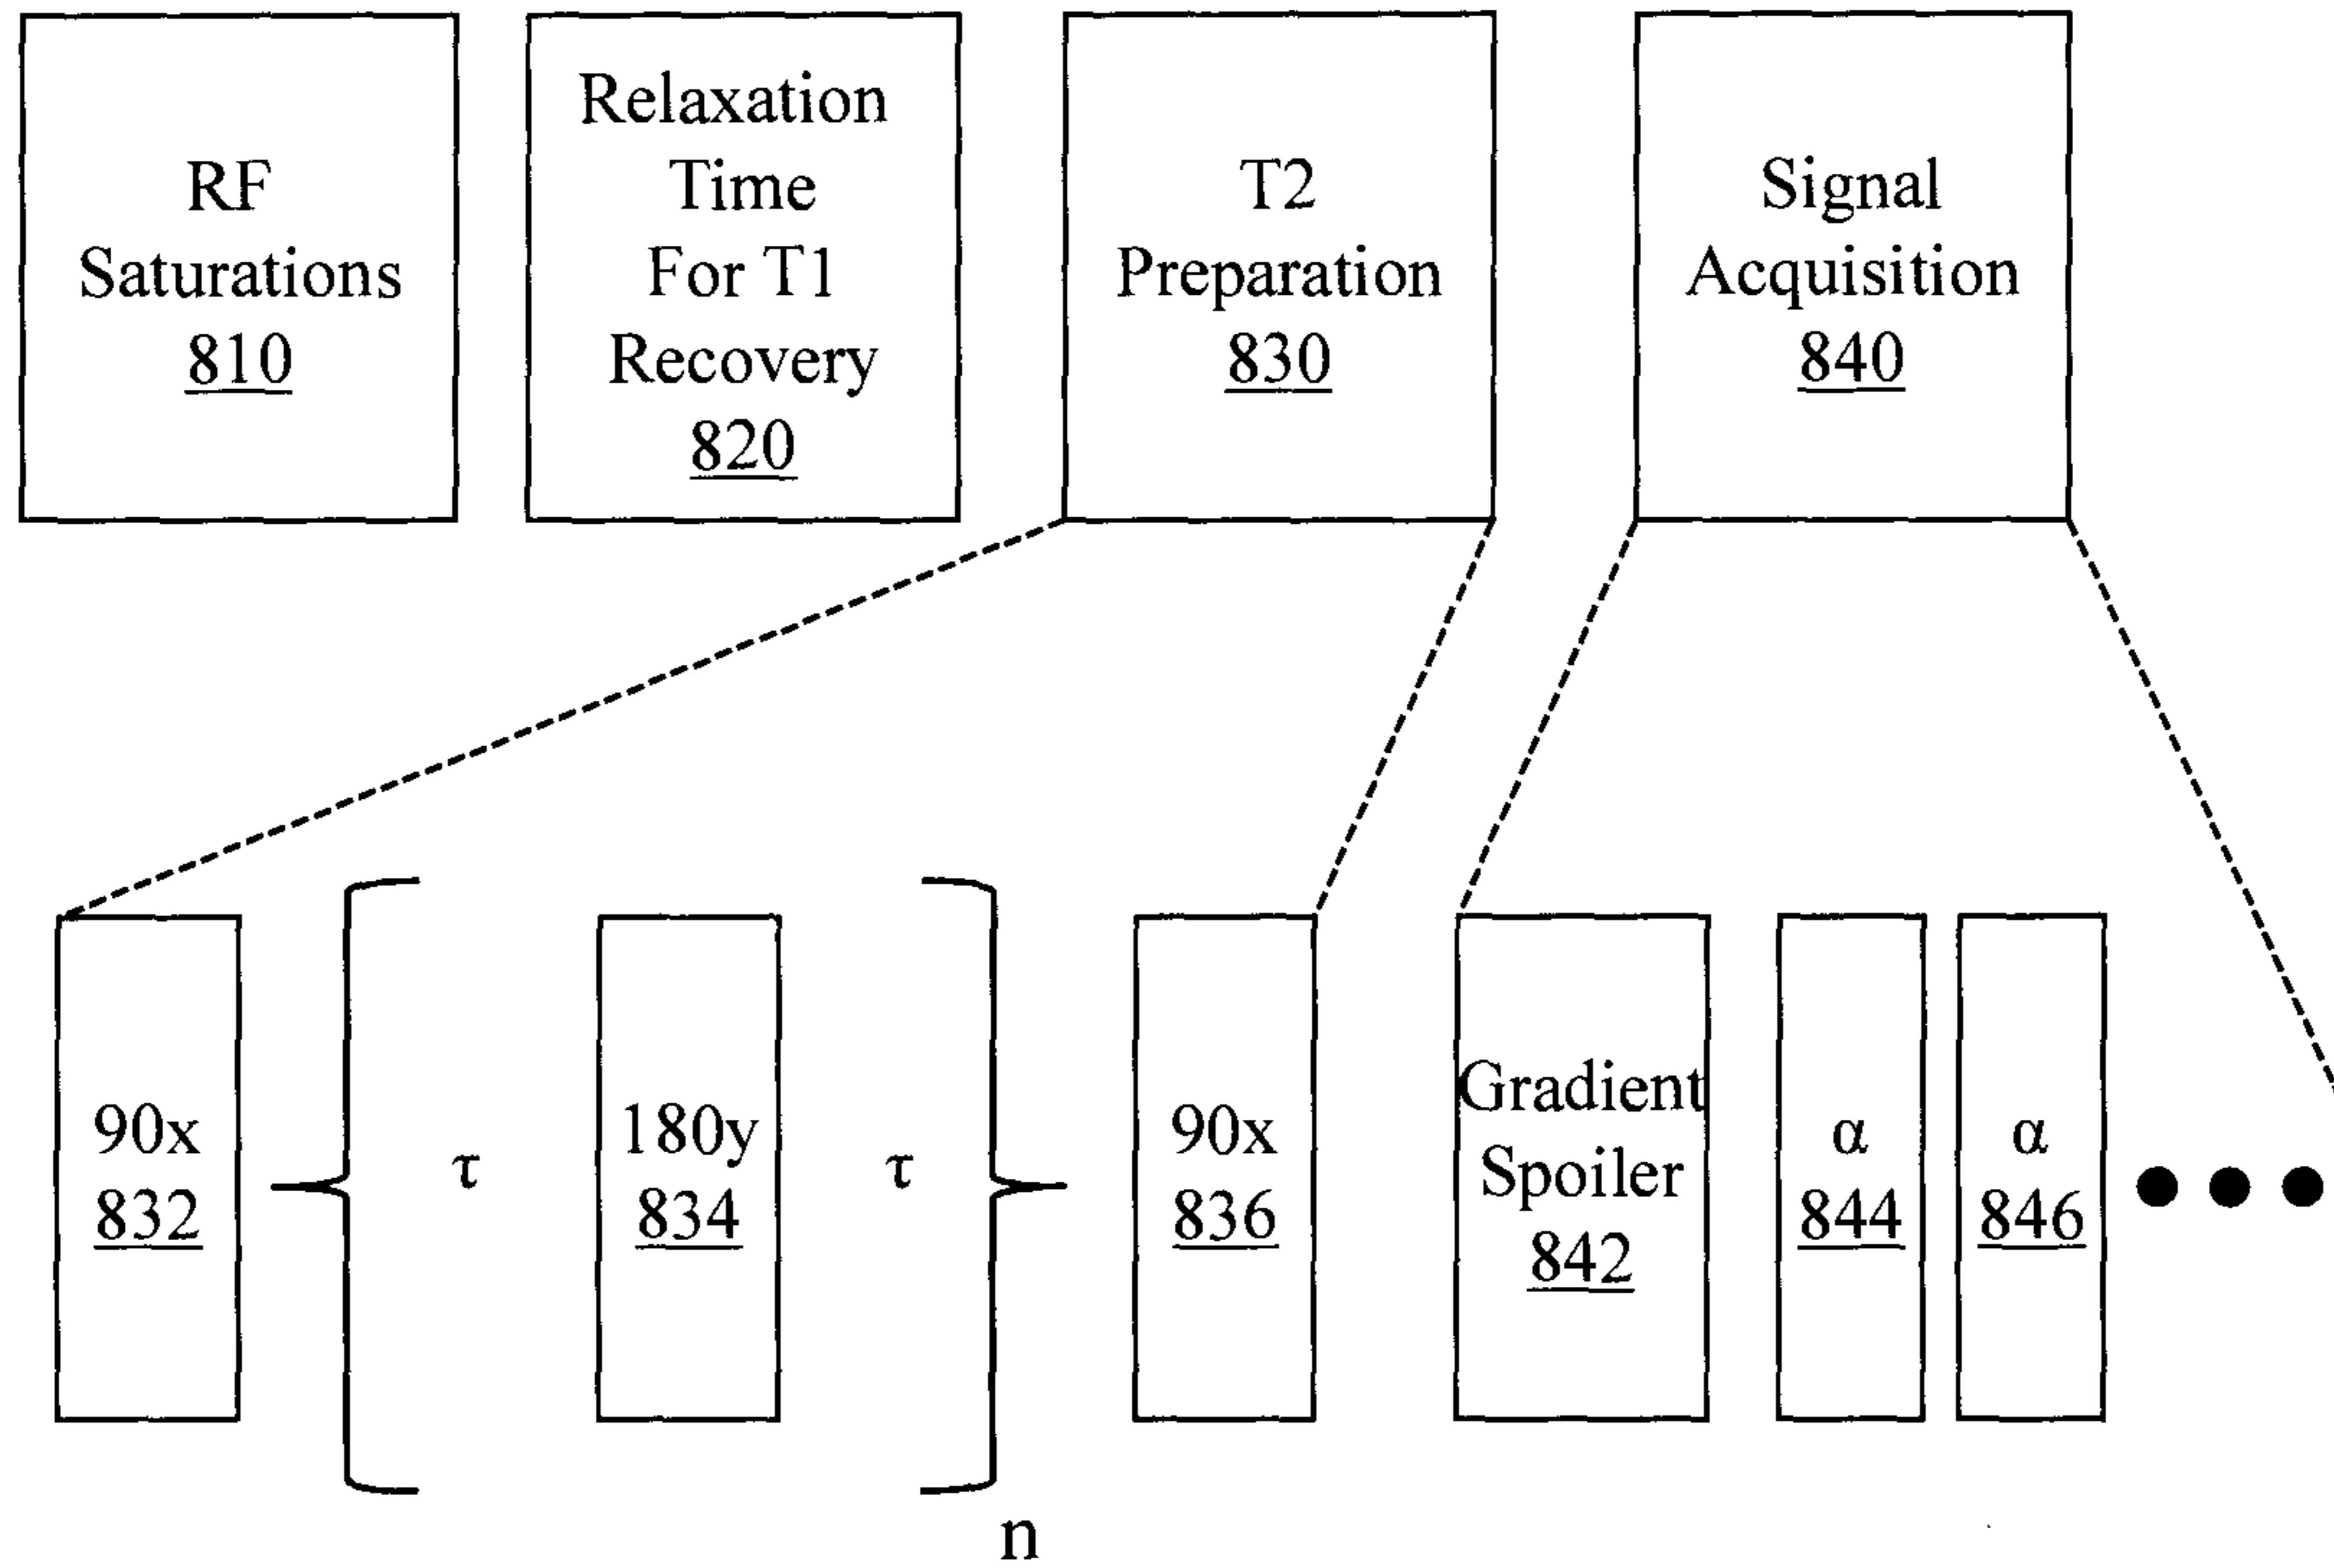 RF
Saturations
810
Relaxation
Time
For T1
Recovery
820
T2
Preparation
830
Signal
Acquisition
840
90x
832
τ
180y
834
τ
n
90x
836
Gradient
Spoiler
842
α
844
α
846